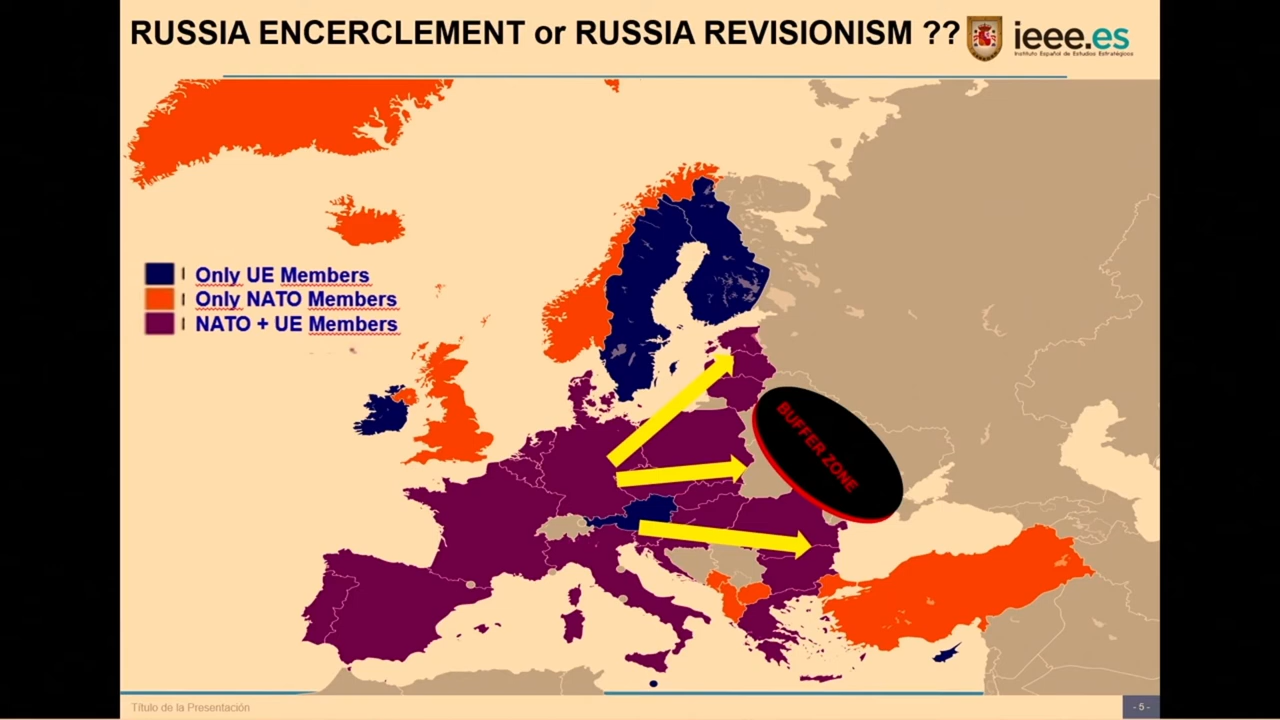 RUSSIA ENCERCLEMENT or RUSSIA REVISIONISM ??
ieee.es
Instituto Español de Estudios Estratégicos
Only UE Members
Only NATO Members
NATO + UE Members
BUFFER ZONE
Título de la Presentación
- 5 -